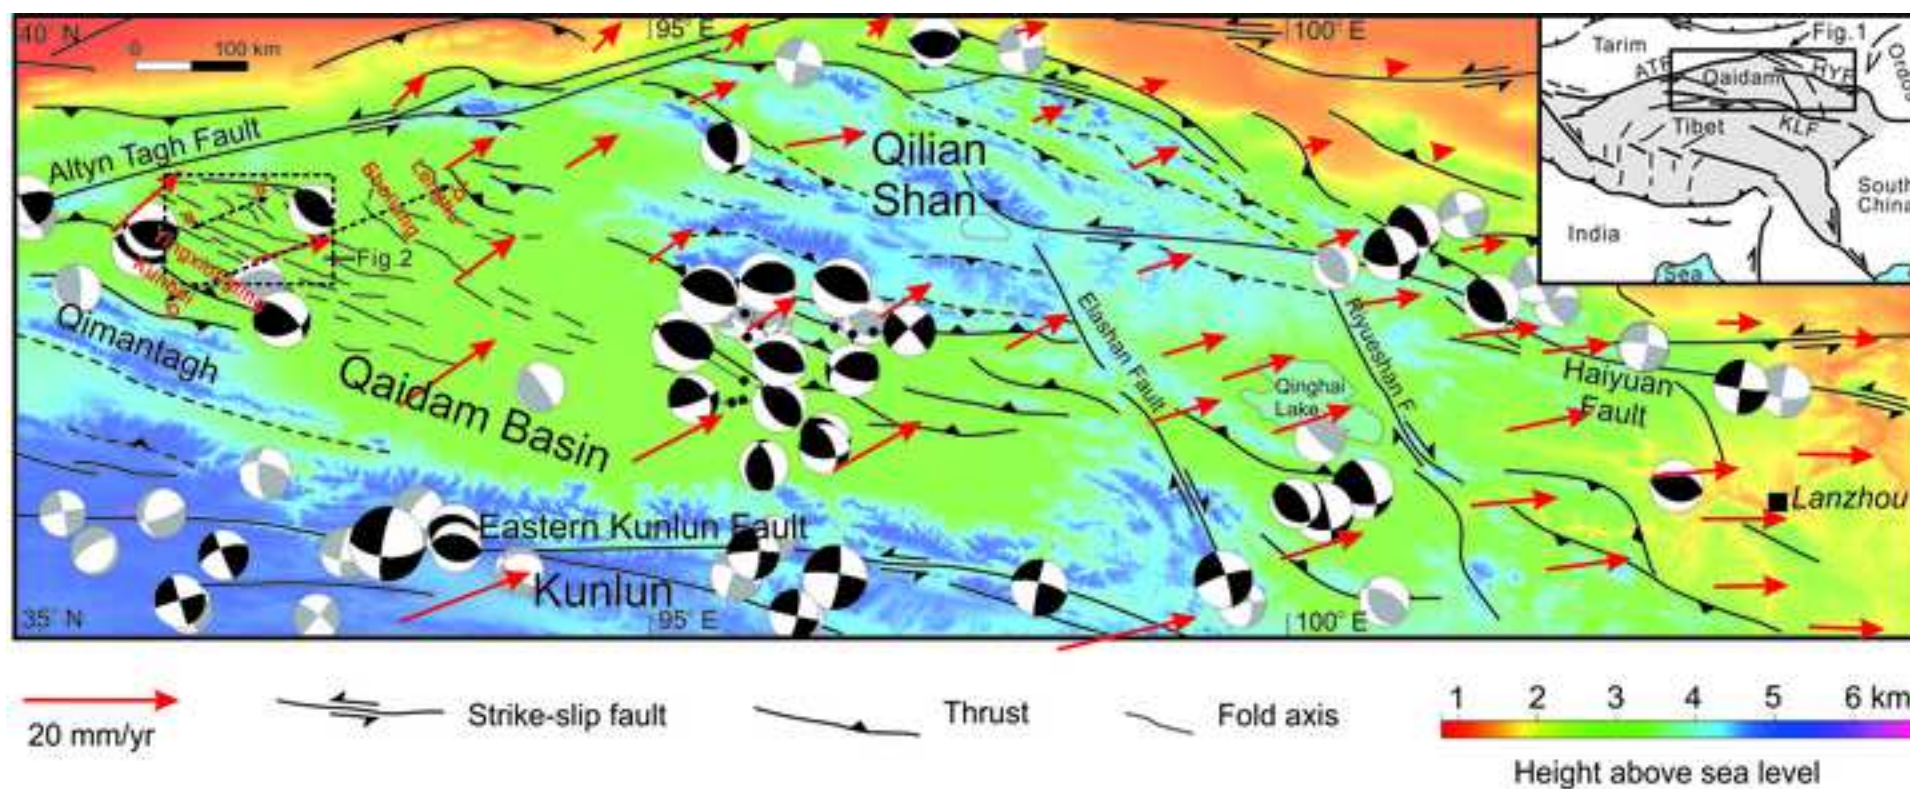 40° N
0 100 km
95° E
100° E
Fig.1
Tarim
ATF
Qaidam
HYF
Ordos
Tibet
KLF
South
China
India
Sea
Altyn Tagh Fault
Qilian
Shan
Fig.2
Qimantagh
Qaidam Basin
Elashan Fault
Riyueshan F.
Qinghai
Lake
Haiyuan
Fault
Lanzhou
Eastern Kunlun Fault
Kunlun
35° N
95° E
100° E
20 mm/yr
Strike-slip fault
Thrust
Fold axis
1 2 3 4 5 6 km
Height above sea level